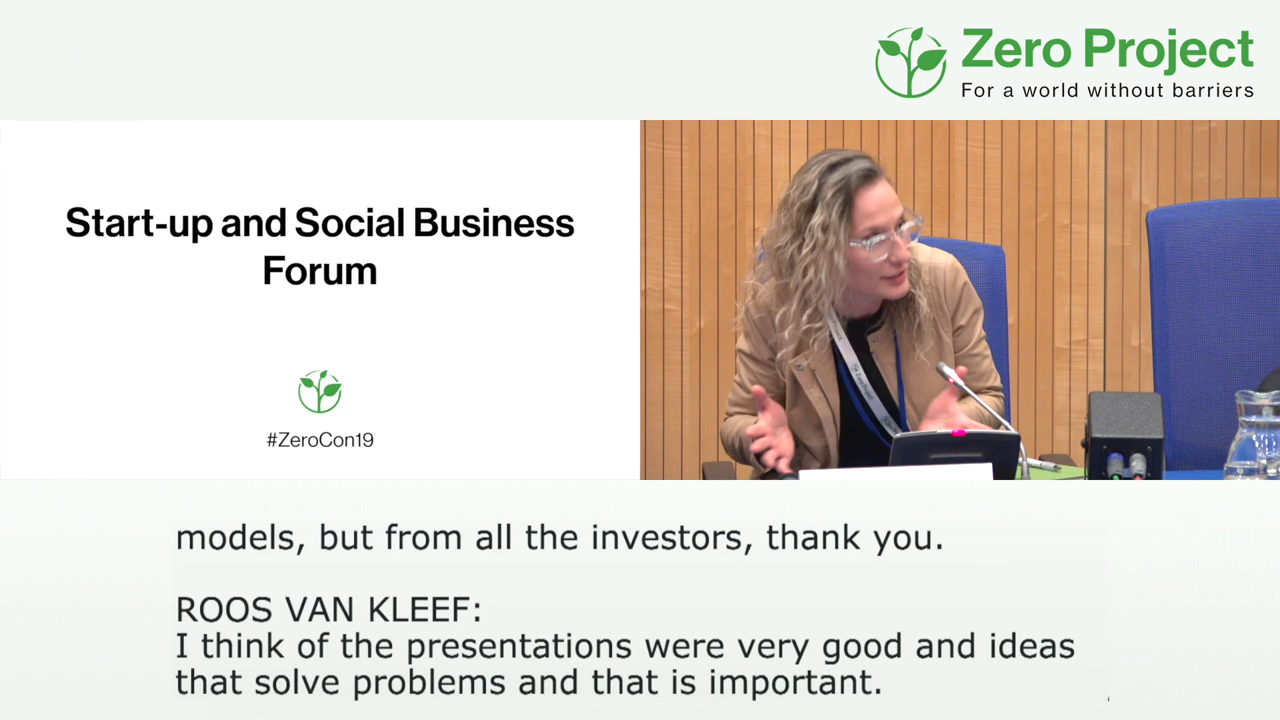 Zero Project
For a world without barriers
Start-up and Social Business
Forum
#ZeroCon19
models, but from all the investors, thank you.
ROOS VAN KLEEF:
I think of the presentations were very good and ideas
that solve problems and that is important.